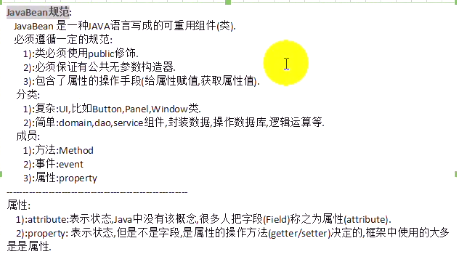 JavaBean规范:
JavaBean 是一种JAVA语言写成的可重用组件(类).
必须遵循一定的规范:
1):类必须使用public修饰.
2):必须保证有公共无参数构造器.
3):包含了属性的操作手段(给属性赋值,获取属性值).
分类:
1):复杂:UI,比如Button,Panel,Window类.
2):简单:domain,dao,service组件,封装数据,操作数据库,逻辑运算等.
成员:
1):方法:Method
2):事件:event
3):属性:property
------------------------------------------------------------
属性:
1):attribute:表示状态,Java中没有该概念,很多人把字段(Field)称之为属性(attribute).
2):property: 表示状态,但是不是字段,是属性的操作方法(getter/setter)决定的,框架中使用的大多
是是属性.